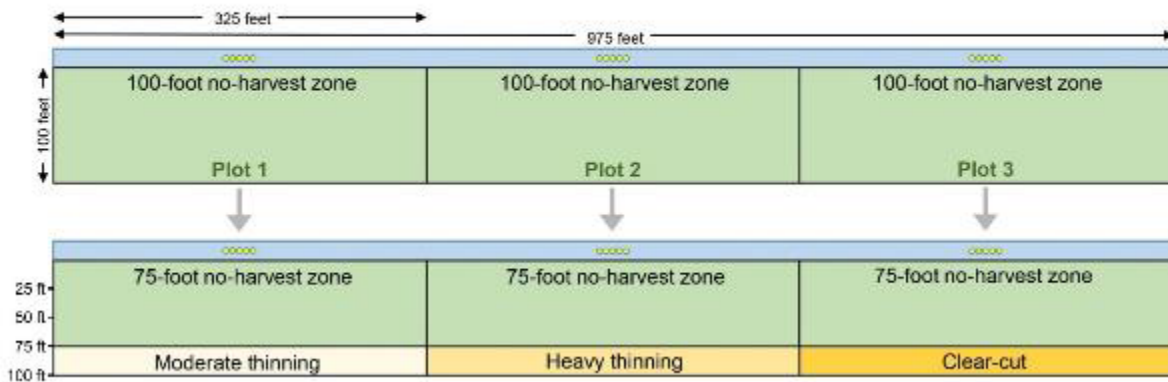 325 feet
975 feet
100 feet
100-foot no-harvest zone
100-foot no-harvest zone
100-foot no-harvest zone
Plot 1
Plot 2
Plot 3
75-foot no-harvest zone
75-foot no-harvest zone
75-foot no-harvest zone
25 ft
50 ft
75 ft
100 ft
Moderate thinning
Heavy thinning
Clear-cut